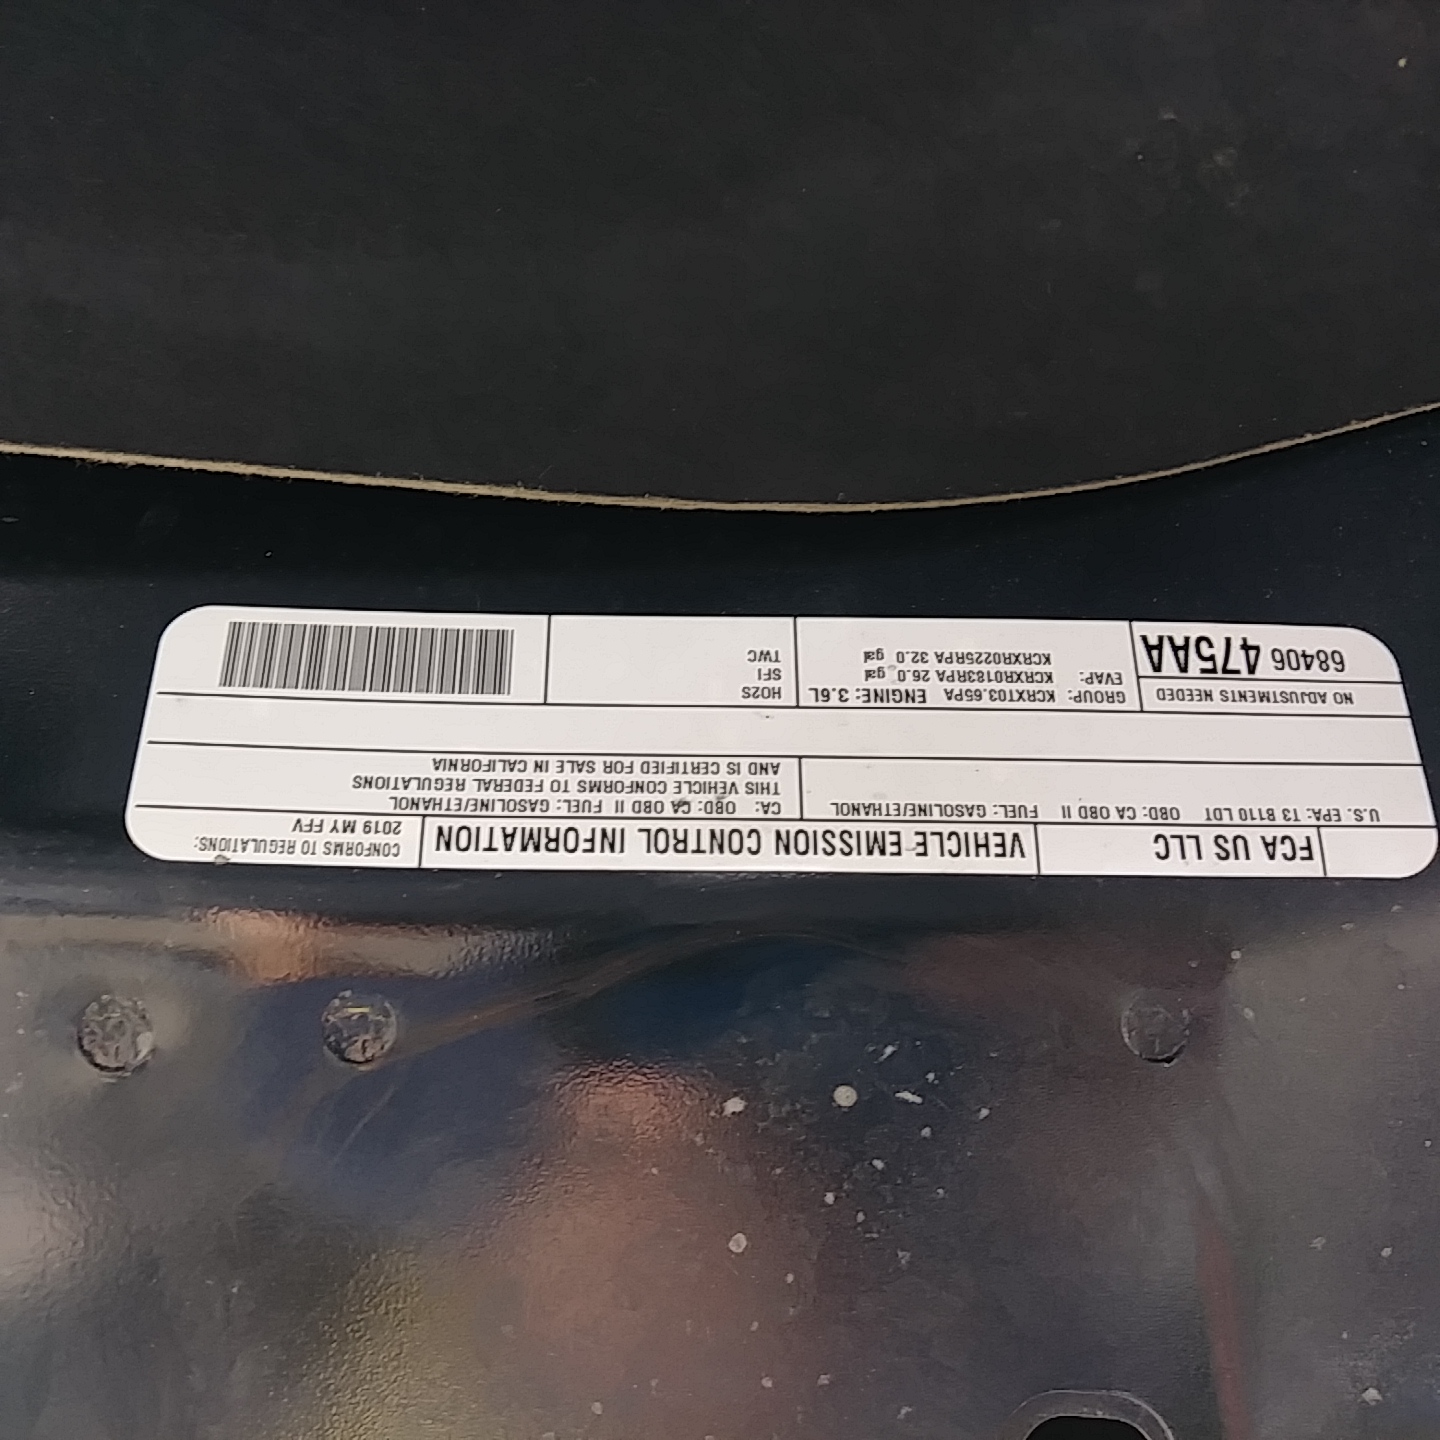 FCA US LLC
VEHICLE EMISSION CONTROL INFORMATION
CONFORMS TO REGULATIONS:
2019 MY FFV
U.S. EPA: T3 B110 LDT OBD: CA OBD II FUEL: GASOLINE/ETHANOL
CA: OBD: CA OBD II FUEL: GASOLINE/ETHANOL
THIS VEHICLE CONFORMS TO FEDERAL REGULATIONS
AND IS CERTIFIED FOR SALE IN CALIFORNIA
NO ADJUSTMENTS NEEDED
68406 475AA
GROUP: KCRXT03.65PA ENGINE: 3.6L
EVAP: KCRXR0183RPA 26.0 gal
KCRXR0225RPA 32.0 gal
HO2S
SFI
TWC